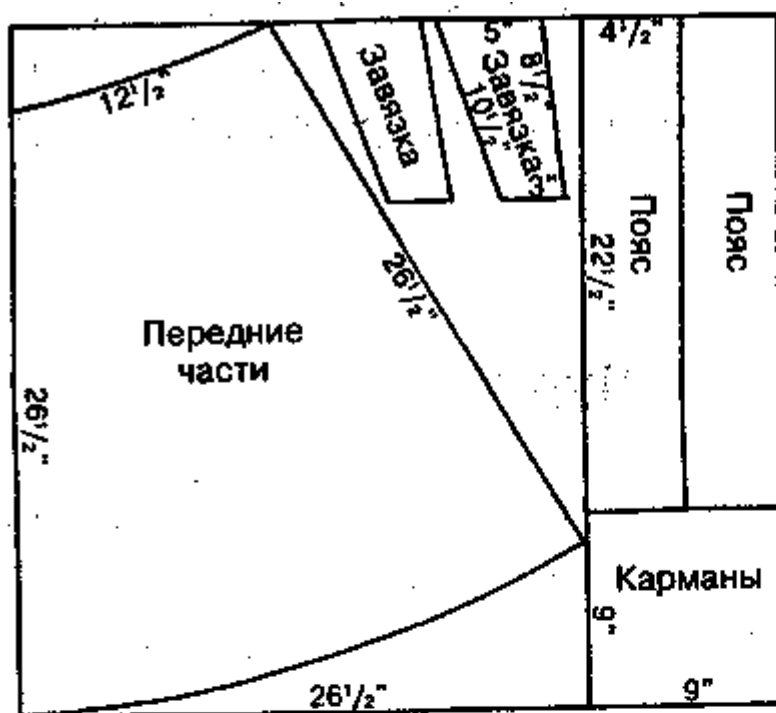 12¹/₂"
Завязка
5"
8¹/₂"
Завязка
10¹/₂"
3"
4¹/₂"
Пояс
Пояс
22¹/₂"
26¹/₂"
Передние
части
26¹/₂"
Карманы
9"
26¹/₂"
9"